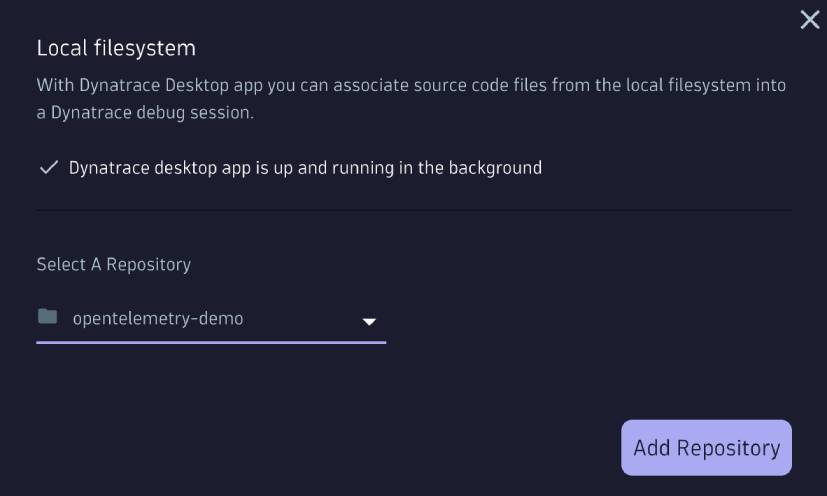 Local filesystem
With Dynatrace Desktop app you can associate source code files from the local filesystem into
a Dynatrace debug session.
Dynatrace desktop app is up and running in the background
Select A Repository
opentelemetry-demo
Add Repository